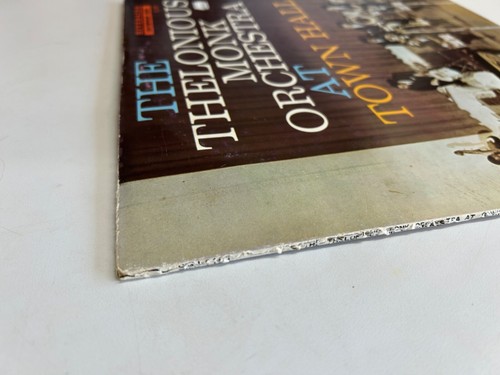 THE
THELONIOUS
MONK
ORCHESTRA
AT
TOWN HALL